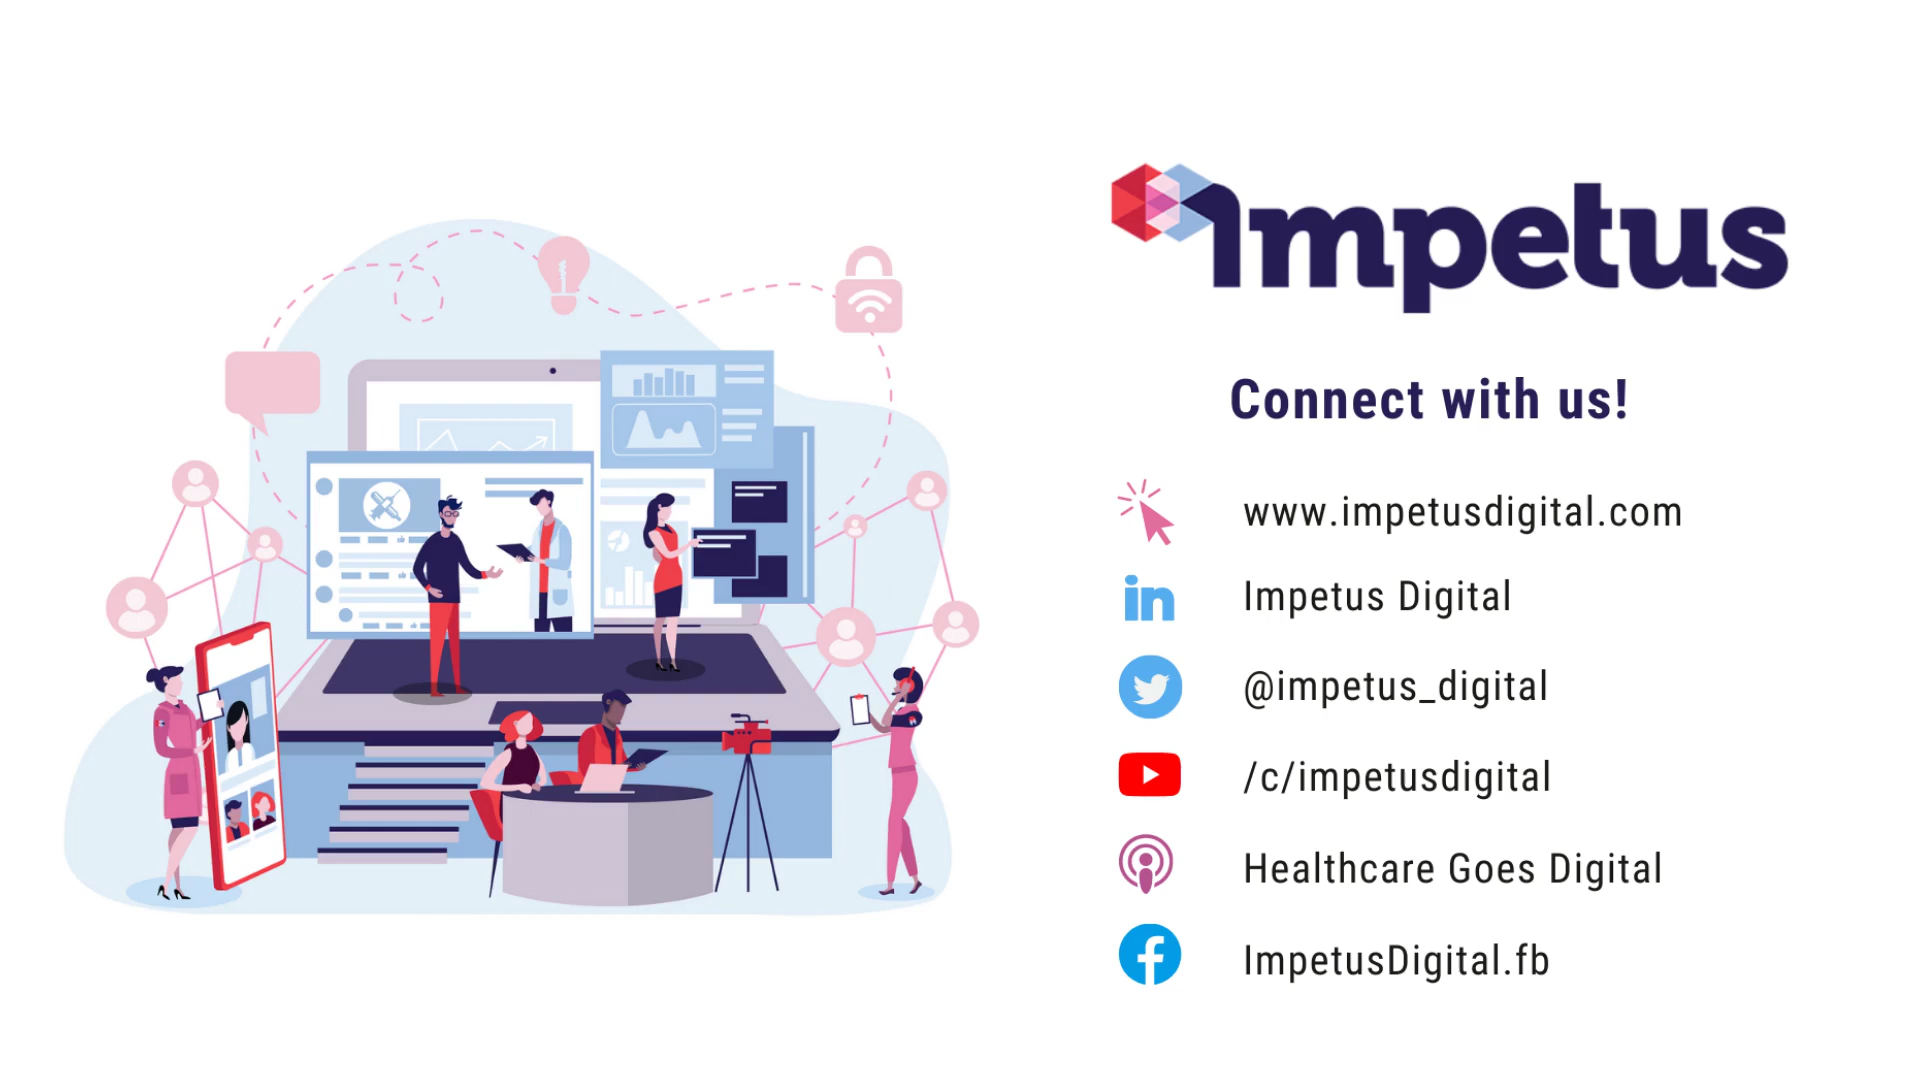 Impetus
Connect with us!
www.impetusdigital.com
Impetus Digital
@impetus_digital
/c/impetusdigital
Healthcare Goes Digital
ImpetusDigital.fb